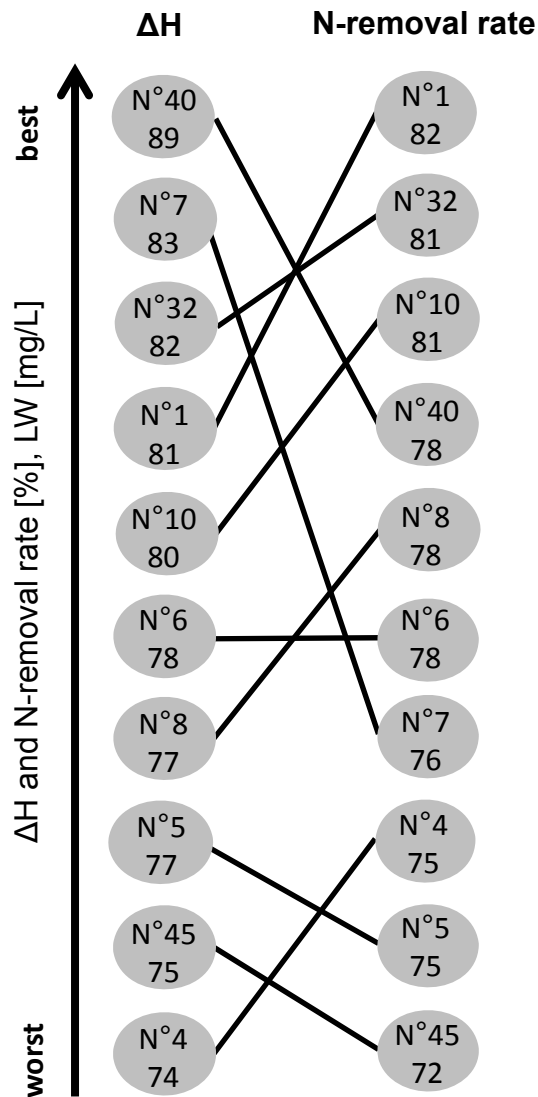 ΔH
N-removal rate
best
ΔH and N-removal rate [%], LW [mg/L]
worst
N°40
89
N°7
83
N°32
82
N°1
81
N°10
80
N°6
78
N°8
77
N°5
77
N°45
75
N°4
74
N°1
82
N°32
81
N°10
81
N°40
78
N°8
78
N°6
78
N°7
76
N°4
75
N°5
75
N°45
72